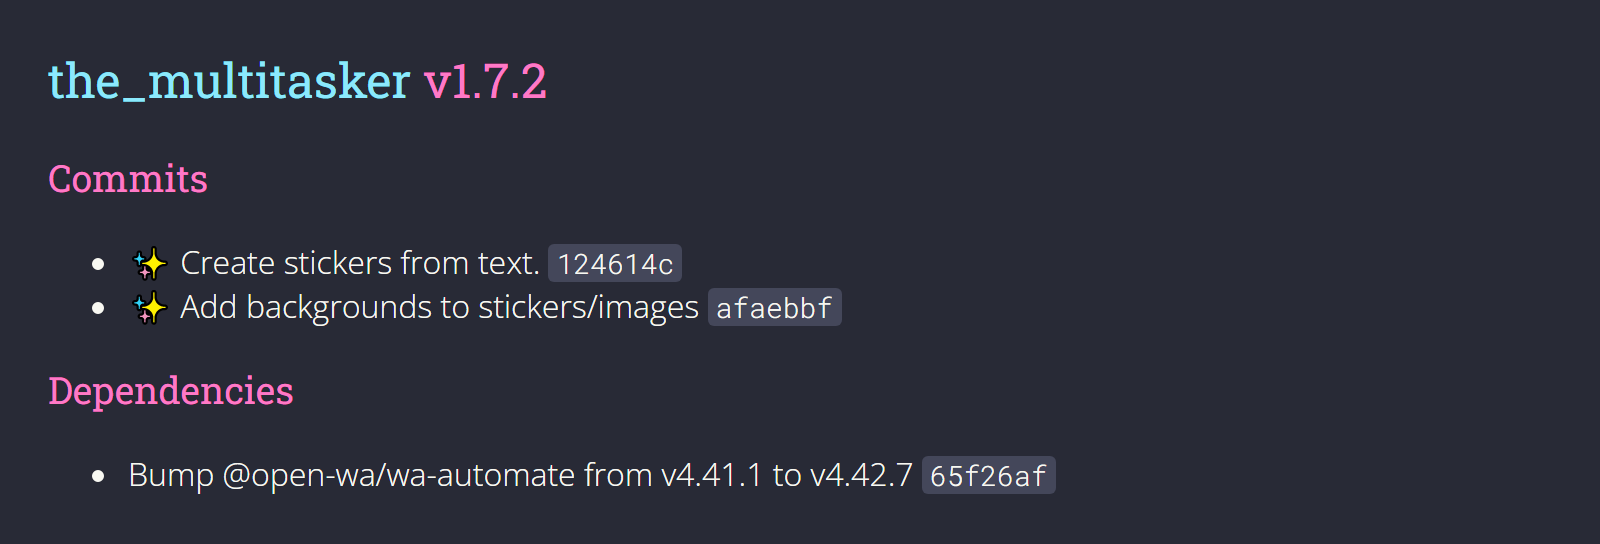 the_multitasker v1.7.2
Commits
✨ Create stickers from text. 124614c
✨ Add backgrounds to stickers/images afaebbf
Dependencies
Bump @open-wa/wa-automate from v4.41.1 to v4.42.7 65f26af